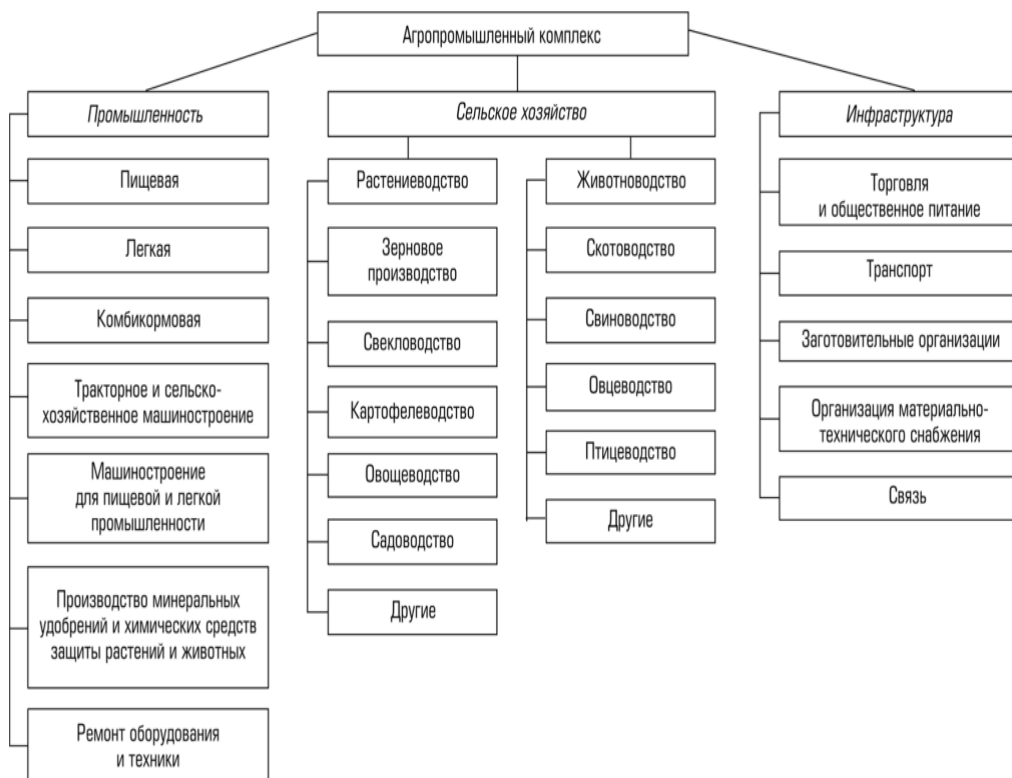 Агропромышленный комплекс
Промышленность
Пищевая
Легкая
Комбикормовая
Тракторное и сельско-
хозяйственное машиностроение
Машиностроение
для пищевой и легкой
промышленности
Производство минеральных
удобрений и химических средств
защиты растений и животных
Ремонт оборудования
и техники
Сельское хозяйство
Растениеводство
Зерновое
производство
Свекловодство
Картофелеводство
Овощеводство
Садоводство
Другие
Животноводство
Скотоводство
Свиноводство
Овцеводство
Птицеводство
Другие
Инфраструктура
Торговля
и общественное питание
Транспорт
Заготовительные организации
Организация материально-
технического снабжения
Связь